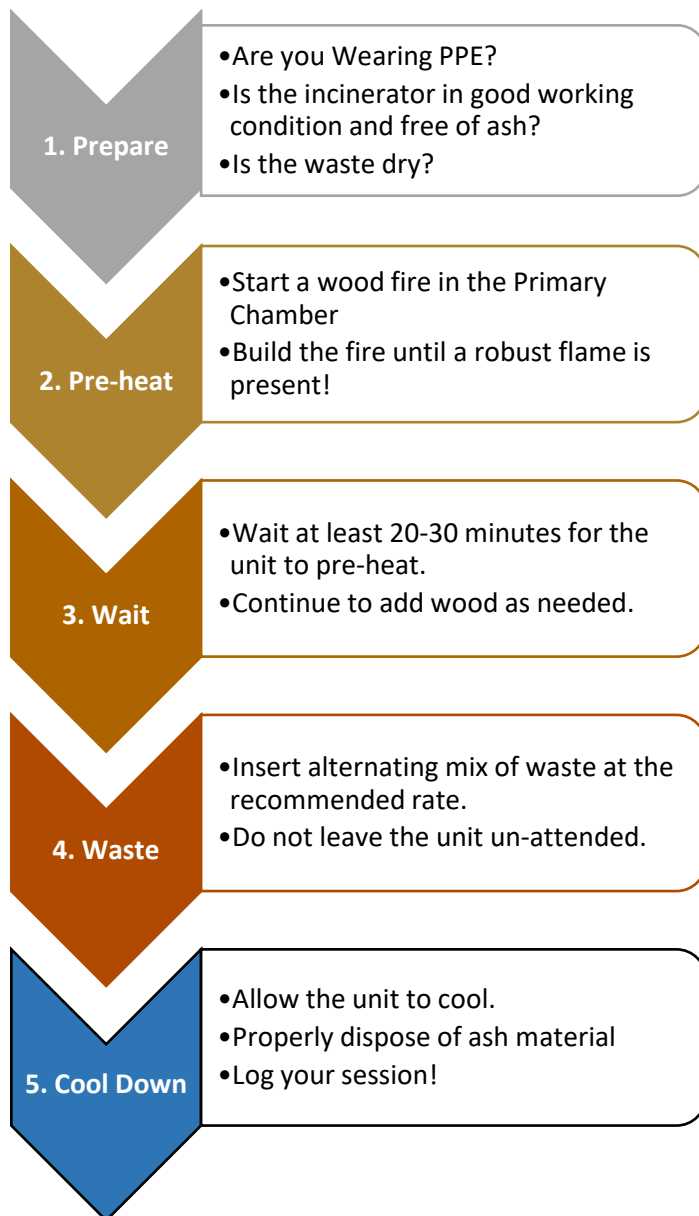 1. Prepare
•Are you Wearing PPE?
•Is the incinerator in good working
condition and free of ash?
•Is the waste dry?
2. Pre-heat
•Start a wood fire in the Primary
Chamber
•Build the fire until a robust flame is
present!
3. Wait
•Wait at least 20-30 minutes for the
unit to pre-heat.
•Continue to add wood as needed.
4. Waste
•Insert alternating mix of waste at the
recommended rate.
•Do not leave the unit un-attended.
5. Cool Down
•Allow the unit to cool.
•Properly dispose of ash material
•Log your session!